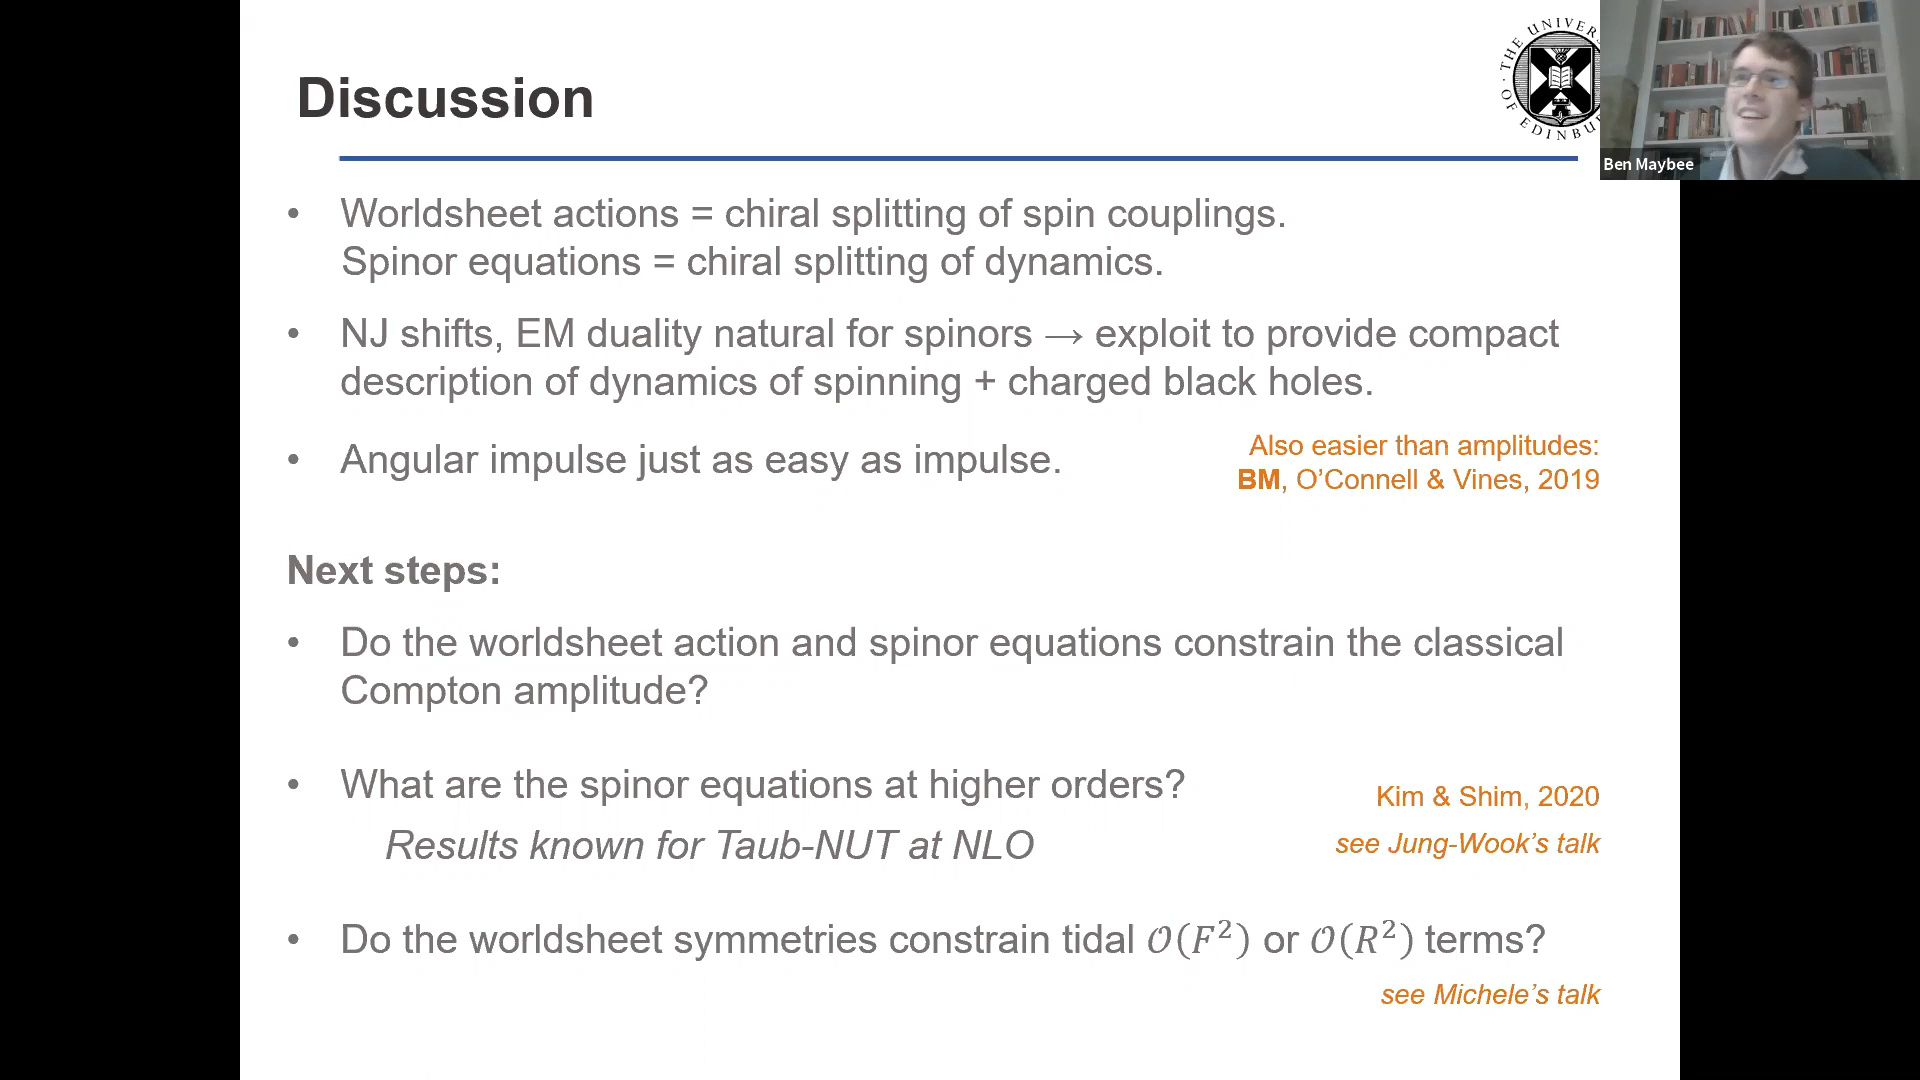 Discussion
THE UNIVER
OF EDINBU
Ben Maybee
• Worldsheet actions = chiral splitting of spin couplings.
Spinor equations = chiral splitting of dynamics.
• NJ shifts, EM duality natural for spinors → exploit to provide compact
description of dynamics of spinning + charged black holes.
• Angular impulse just as easy as impulse.
Also easier than amplitudes:
BM, O’Connell & Vines, 2019
Next steps:
• Do the worldsheet action and spinor equations constrain the classical
Compton amplitude?
• What are the spinor equations at higher orders?
Kim & Shim, 2020
Results known for Taub-NUT at NLO
see Jung-Wook’s talk
• Do the worldsheet symmetries constrain tidal 𝒪(F²) or 𝒪(R²) terms?
see Michele’s talk